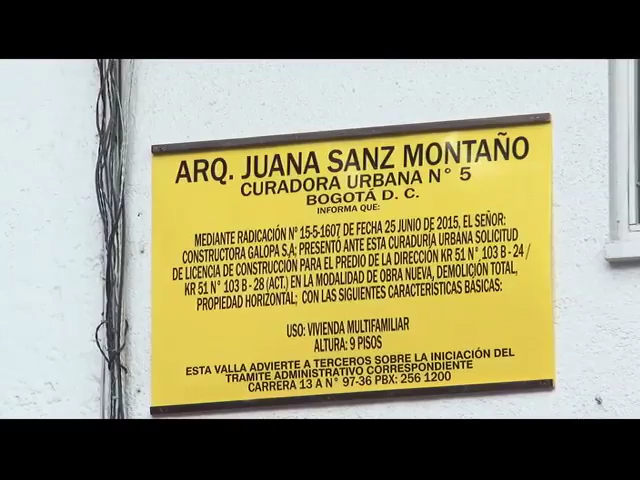 ARQ. JUANA SANZ MONTAÑO
CURADORA URBANA N° 5
BOGOTÁ D. C.
INFORMA QUE:
MEDIANTE RADICACIÓN N° 15-5-1607 DE FECHA 25 JUNIO DE 2015, EL SEÑOR:
CONSTRUCTORA GALOPA S,A; PRESENTÓ ANTE ESTA CURADURÍA URBANA SOLICITUD
DE LICENCIA DE CONSTRUCCIÓN PARA EL PREDIO DE LA DIRECCIÓN KR 51 N° 103 B - 24 /
KR 51 N° 103 B - 28 (ACT.) EN LA MODALIDAD DE OBRA NUEVA, DEMOLICIÓN TOTAL,
PROPIEDAD HORIZONTAL; CON LAS SIGUIENTES CARACTERÍSTICAS BÁSICAS:
USO: VIVIENDA MULTIFAMILIAR
ALTURA: 9 PISOS
ESTA VALLA ADVIERTE A TERCEROS SOBRE LA INICIACIÓN DEL
TRAMITE ADMINISTRATIVO CORRESPONDIENTE
CARRERA 13 A N° 97-36 PBX: 256 1200